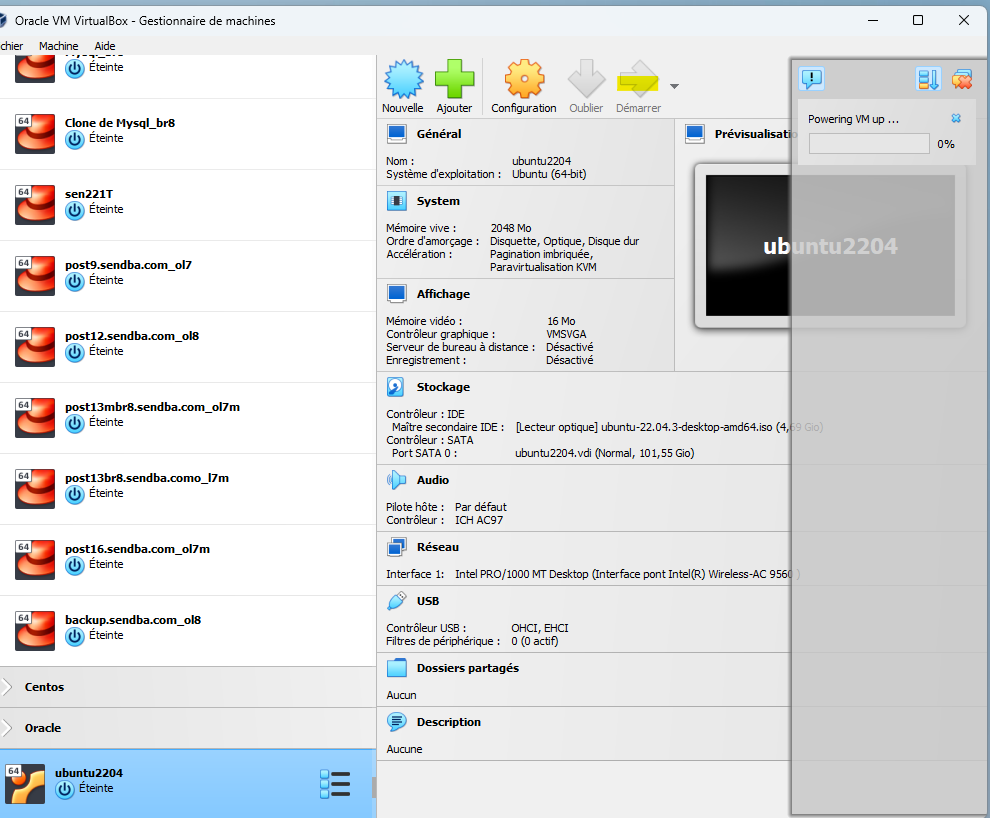 Oracle VM VirtualBox - Gestionnaire de machines
chier Machine Aide
Éteinte
64 Clone de Mysql_br8
Éteinte
64 sen221T
Éteinte
64 post9.sendba.com_ol7
Éteinte
64 post12.sendba.com_ol8
Éteinte
64 post13mbr8.sendba.com_ol7m
Éteinte
64 post13br8.sendba.como_l7m
Éteinte
64 post16.sendba.com_ol7m
Éteinte
64 backup.sendba.com_ol8
Éteinte
Centos
Oracle
64 ubuntu2204
Éteinte
Nouvelle Ajouter Configuration Oublier Démarrer
Général
Nom : ubuntu2204
Système d'exploitation : Ubuntu (64-bit)
System
Mémoire vive : 2048 Mo
Ordre d'amorçage : Disquette, Optique, Disque dur
Accélération : Pagination imbriquée,
Paravirtualisation KVM
Affichage
Mémoire vidéo : 16 Mo
Contrôleur graphique : VMSVGA
Serveur de bureau à distance : Désactivé
Enregistrement : Désactivé
Prévisualisatio
ubuntu2204
Stockage
Contrôleur : IDE
Maître secondaire IDE : [Lecteur optique] ubuntu-22.04.3-desktop-amd64.iso (4,69 Gio)
Contrôleur : SATA
Port SATA 0 : ubuntu2204.vdi (Normal, 101,55 Gio)
Audio
Pilote hôte : Par défaut
Contrôleur : ICH AC97
Réseau
Interface 1: Intel PRO/1000 MT Desktop (Interface pont Intel(R) Wireless-AC 9560 )
USB
Contrôleur USB : OHCI, EHCI
Filtres de périphérique : 0 (0 actif)
Dossiers partagés
Aucun
Description
Aucune
Powering VM up ...
0%